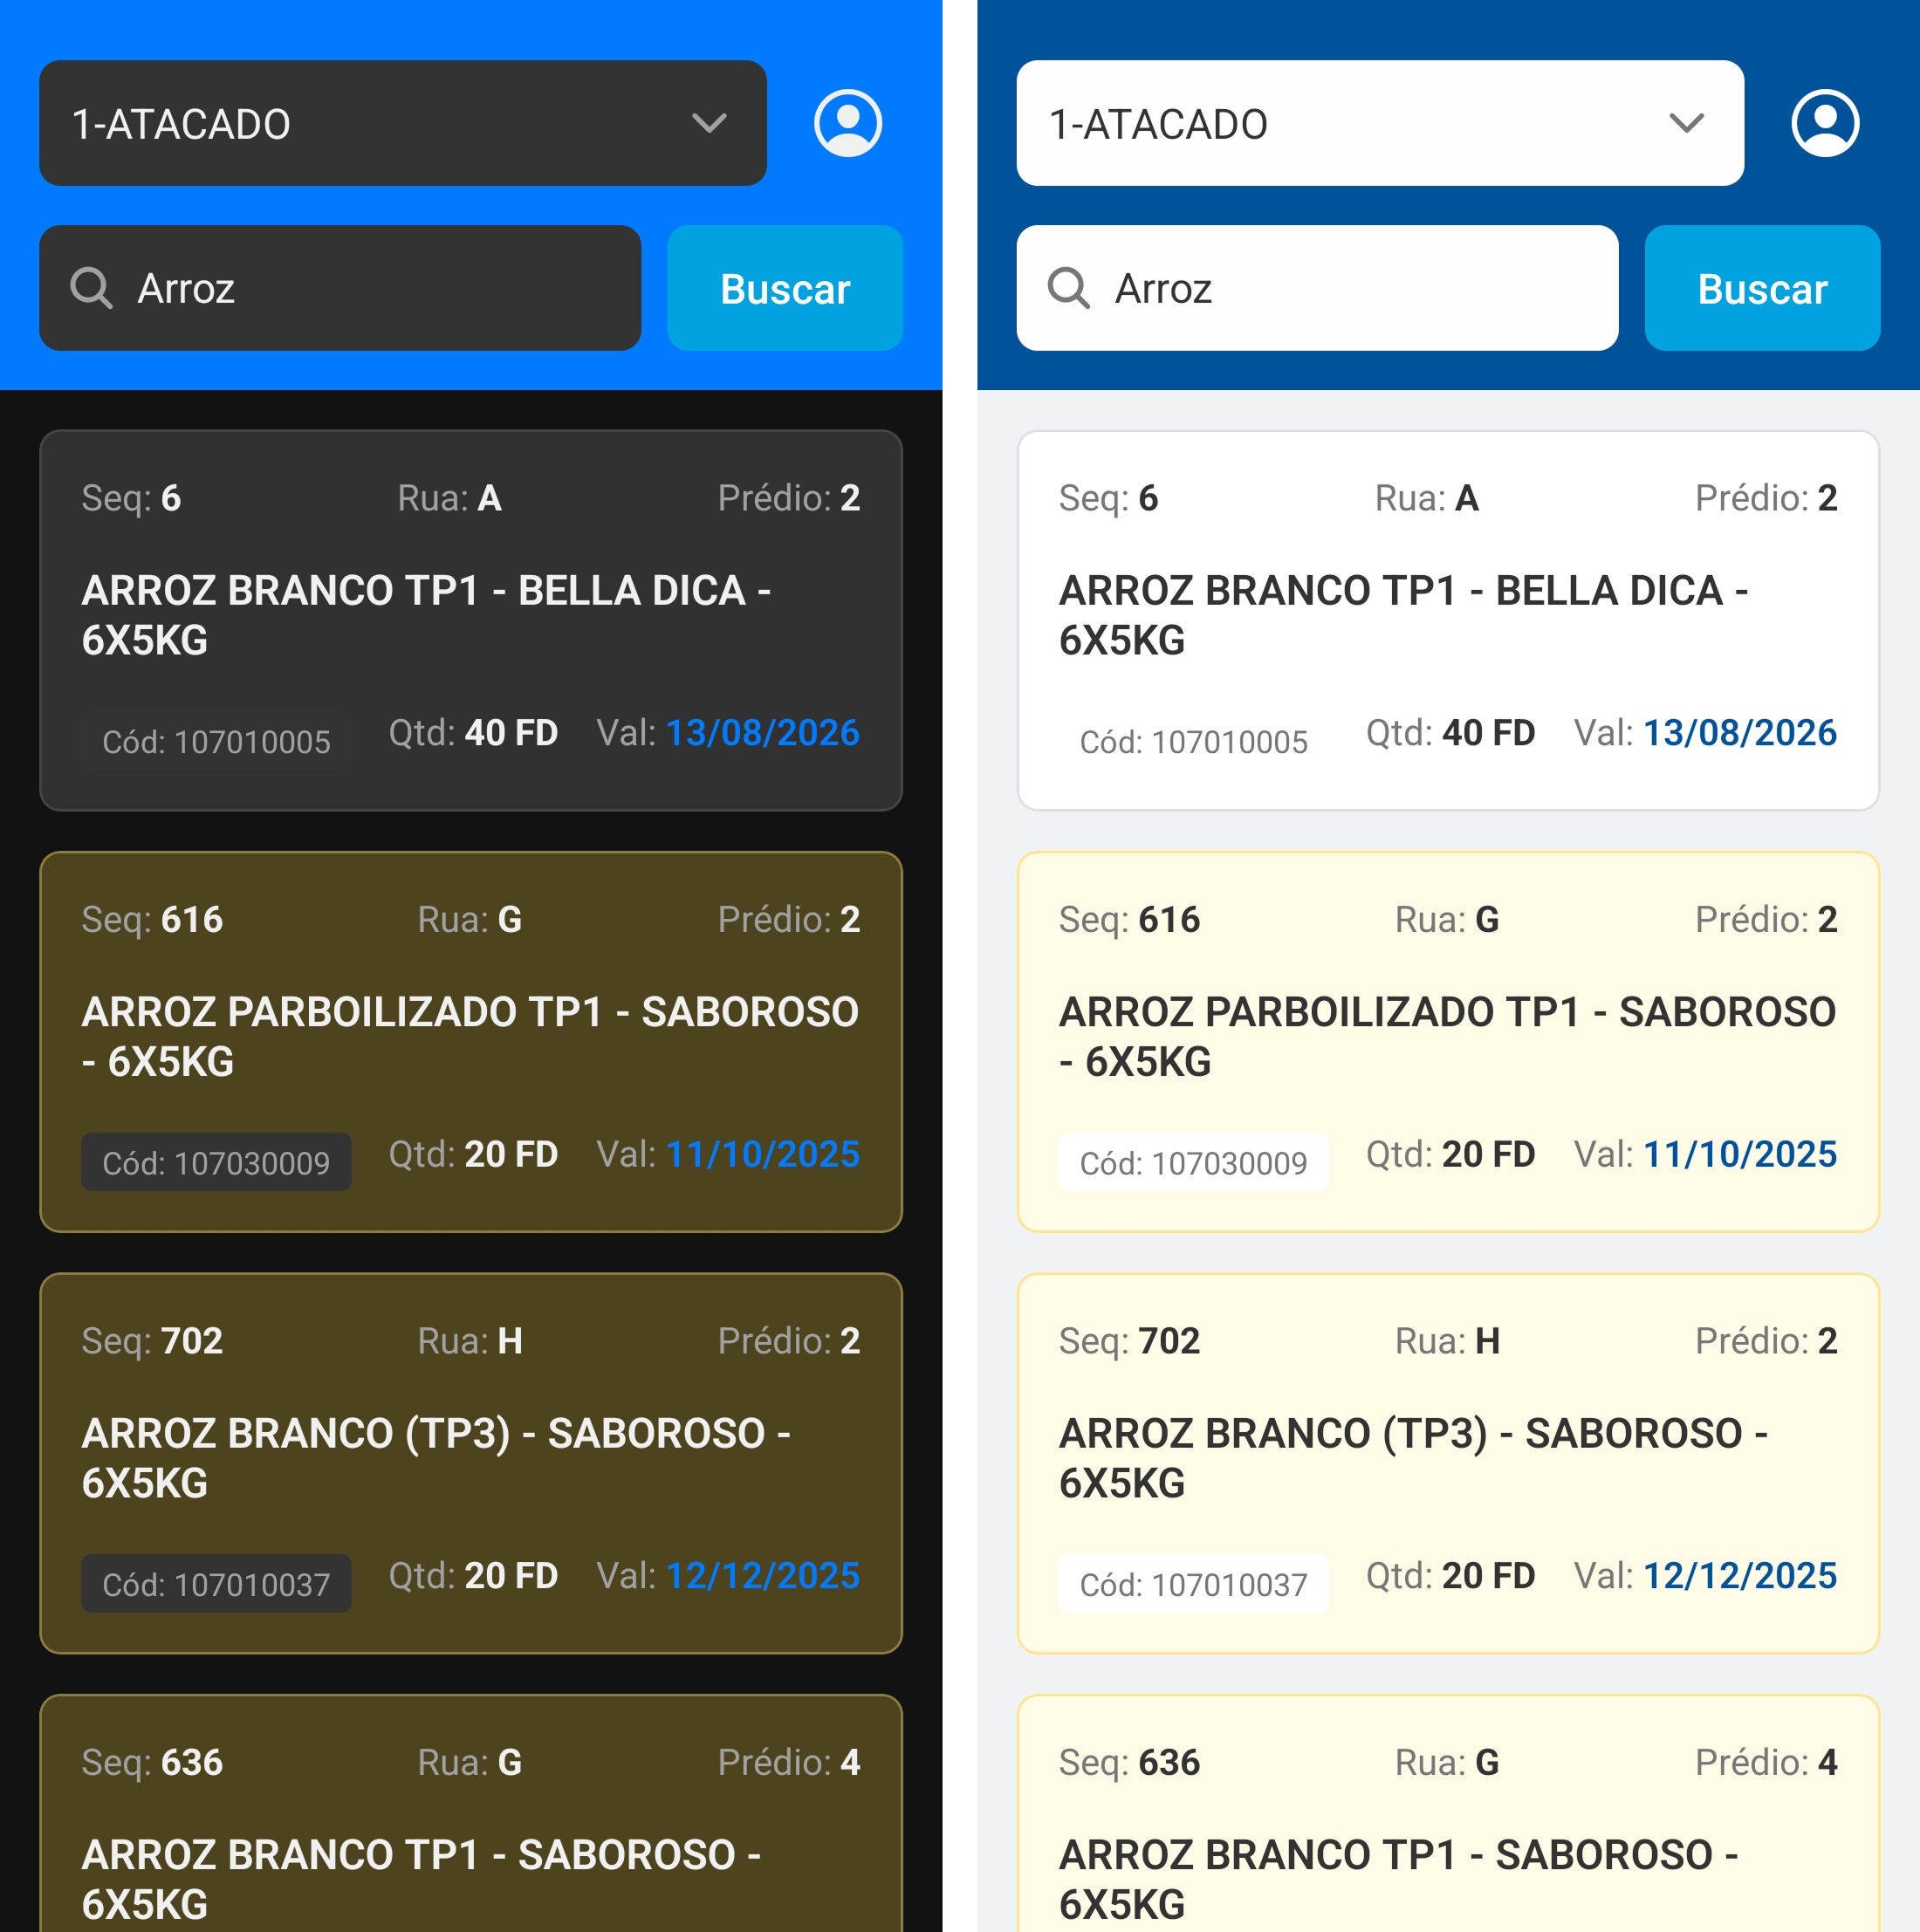 1-ATACADO
Arroz
Buscar
Seq: 6 Rua: A Prédio: 2
ARROZ BRANCO TP1 - BELLA DICA -
6X5KG
Cód: 107010005 Qtd: 40 FD Val: 13/08/2026
Seq: 616 Rua: G Prédio: 2
ARROZ PARBOILIZADO TP1 - SABOROSO
- 6X5KG
Cód: 107030009 Qtd: 20 FD Val: 11/10/2025
Seq: 702 Rua: H Prédio: 2
ARROZ BRANCO (TP3) - SABOROSO -
6X5KG
Cód: 107010037 Qtd: 20 FD Val: 12/12/2025
Seq: 636 Rua: G Prédio: 4
ARROZ BRANCO TP1 - SABOROSO -
6X5KG
1-ATACADO
Arroz
Buscar
Seq: 6 Rua: A Prédio: 2
ARROZ BRANCO TP1 - BELLA DICA -
6X5KG
Cód: 107010005 Qtd: 40 FD Val: 13/08/2026
Seq: 616 Rua: G Prédio: 2
ARROZ PARBOILIZADO TP1 - SABOROSO
- 6X5KG
Cód: 107030009 Qtd: 20 FD Val: 11/10/2025
Seq: 702 Rua: H Prédio: 2
ARROZ BRANCO (TP3) - SABOROSO -
6X5KG
Cód: 107010037 Qtd: 20 FD Val: 12/12/2025
Seq: 636 Rua: G Prédio: 4
ARROZ BRANCO TP1 - SABOROSO -
6X5KG